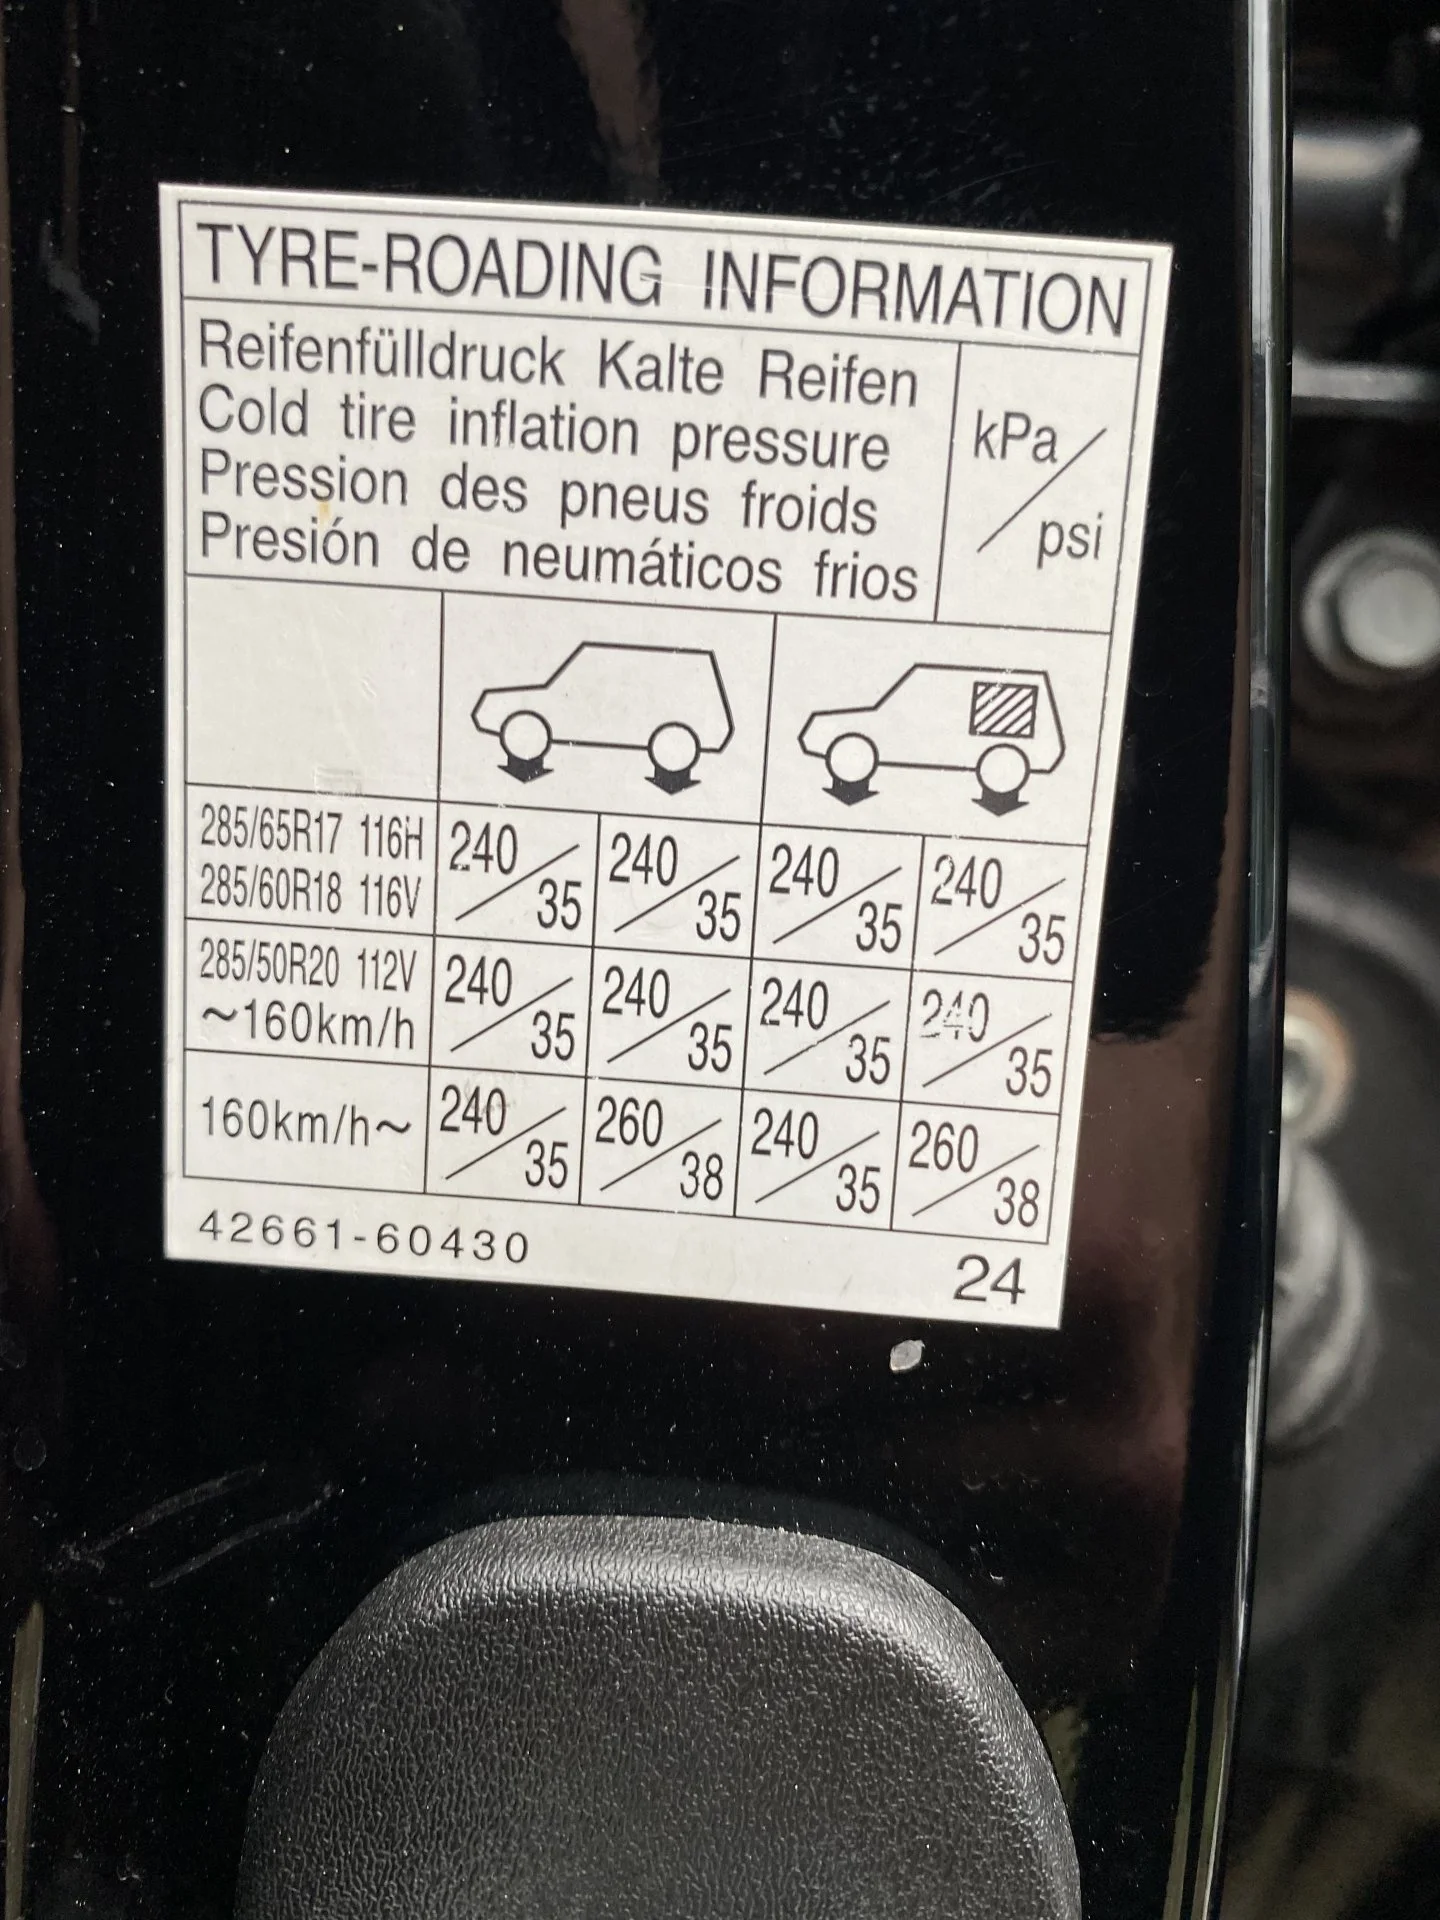 TYRE-ROADING INFORMATION
Reifenfülldruck Kalte Reifen
Cold tire inflation pressure
Pression des pneus froids
Presión de neumáticos frios
kPa/psi
285/65R17 116H
285/60R18 116V
240/35 240/35 240/35 240/35
285/50R20 112V
~160km/h
240/35 240/35 240/35 240/35
160km/h~
240/35 260/38 240/35 260/38
42661-60430
24